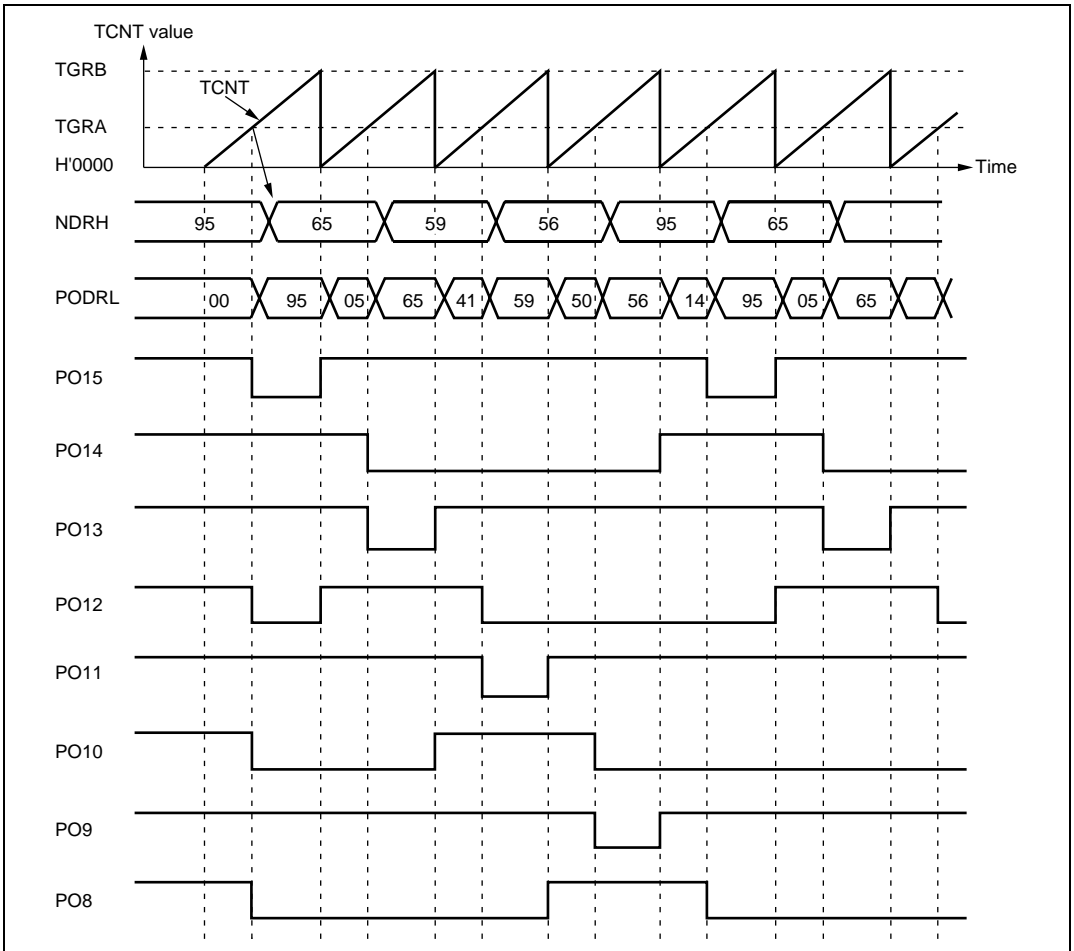 TCNT value
TGRB
TCNT
TGRA
H'0000
Time
NDRH 95 65 59 56 95 65
PODRL 00 95 05 65 41 59 50 56 14 95 05 65
PO15
PO14
PO13
PO12
PO11
PO10
PO9
PO8